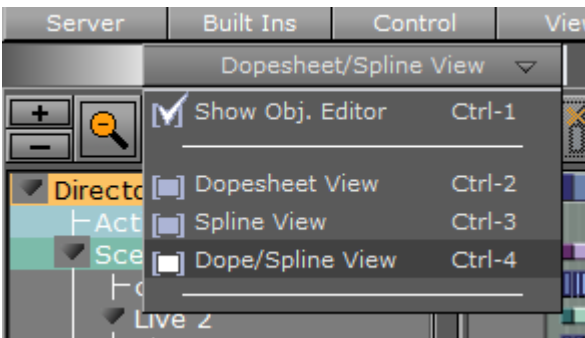 Server Built Ins Control
Dopesheet/Spline View
Show Obj. Editor Ctrl-1
Dopesheet View Ctrl-2
Spline View Ctrl-3
Dope/Spline View Ctrl-4
Live 2